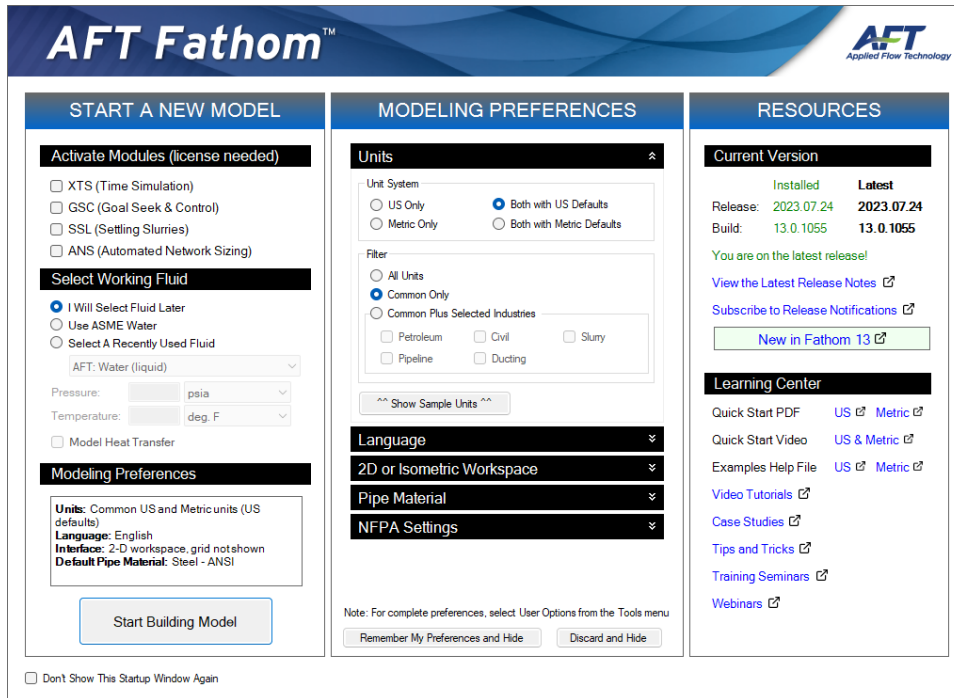 AFT Fathom™
AFT
Applied Flow Technology
START A NEW MODEL
Activate Modules (license needed)
XTS (Time Simulation)
GSC (Goal Seek & Control)
SSL (Settling Slurries)
ANS (Automated Network Sizing)
Select Working Fluid
I Will Select Fluid Later
Use ASME Water
Select A Recently Used Fluid
AFT: Water (liquid)
Pressure: psia
Temperature: deg. F
Model Heat Transfer
Modeling Preferences
Units: Common US and Metric units (US
defaults)
Language: English
Interface: 2-D workspace, grid not shown
Default Pipe Material: Steel - ANSI
Start Building Model
MODELING PREFERENCES
Units
Unit System
US Only Both with US Defaults
Metric Only Both with Metric Defaults
Filter
All Units
Common Only
Common Plus Selected Industries
Petroleum Civil Slurry
Pipeline Ducting
^^ Show Sample Units ^^
Language
2D or Isometric Workspace
Pipe Material
NFPA Settings
Note: For complete preferences, select User Options from the Tools menu
Remember My Preferences and Hide Discard and Hide
RESOURCES
Current Version
Installed Latest
Release: 2023.07.24 2023.07.24
Build: 13.0.1055 13.0.1055
You are on the latest release!
View the Latest Release Notes
Subscribe to Release Notifications
New in Fathom 13
Learning Center
Quick Start PDF US Metric
Quick Start Video US & Metric
Examples Help File US Metric
Video Tutorials
Case Studies
Tips and Tricks
Training Seminars
Webinars
Don't Show This Startup Window Again